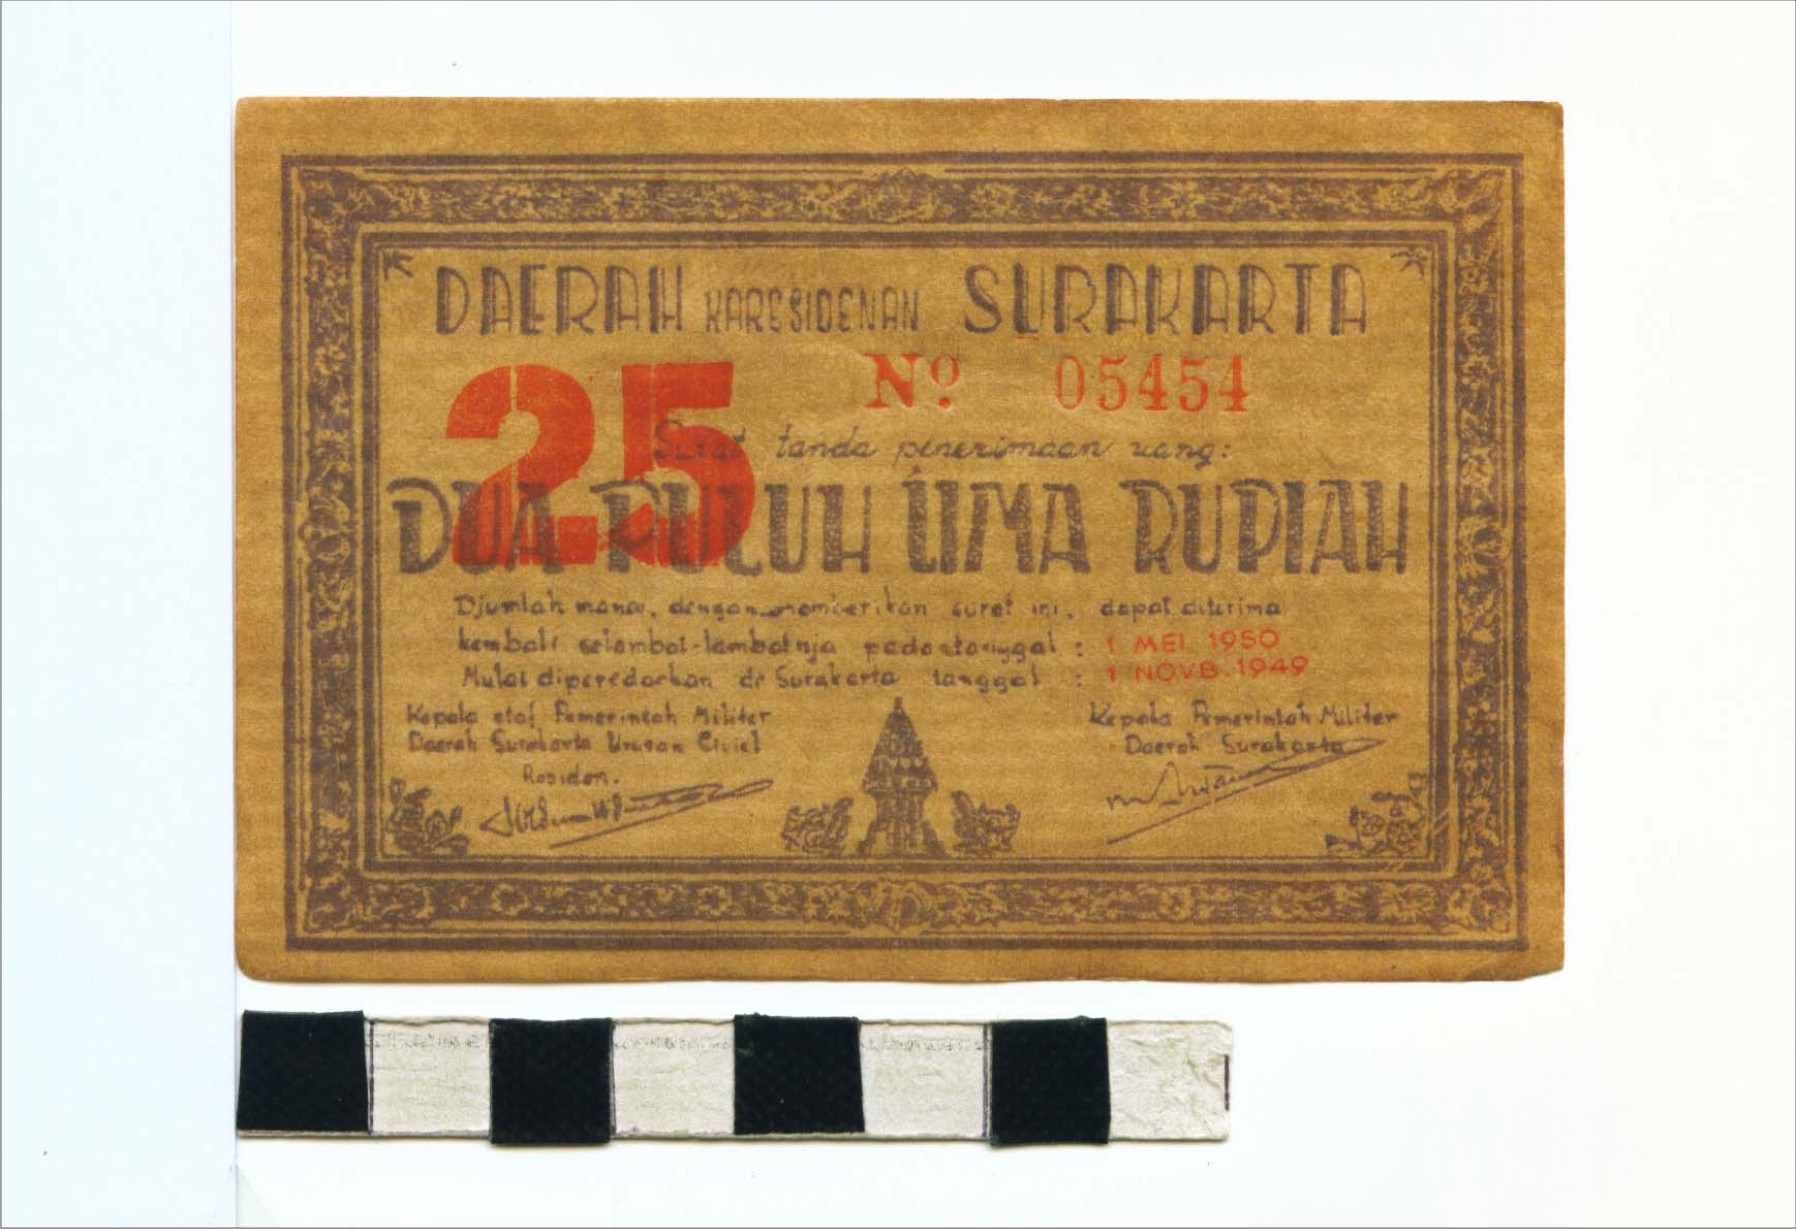 DAERAH KARESIDENAN SURAKARTA
25 No. 05454
Surat tanda penerimaan uang:
DUA PULUH LIMA RUPIAH
Djumlah mana, dengan memberikan surat ini, dapat diterima
kembali selambat-lambatnja pada tanggal : 1 MEI 1950
Mulai diperedarkan di Surakarta tanggal : 1 NOVB. 1949
Kepala staf Pemerintah Militer
Daerah Surakarta Urusan Civiel
Residen.
Kepala Pemerintah Militer
Daerah Surakarta